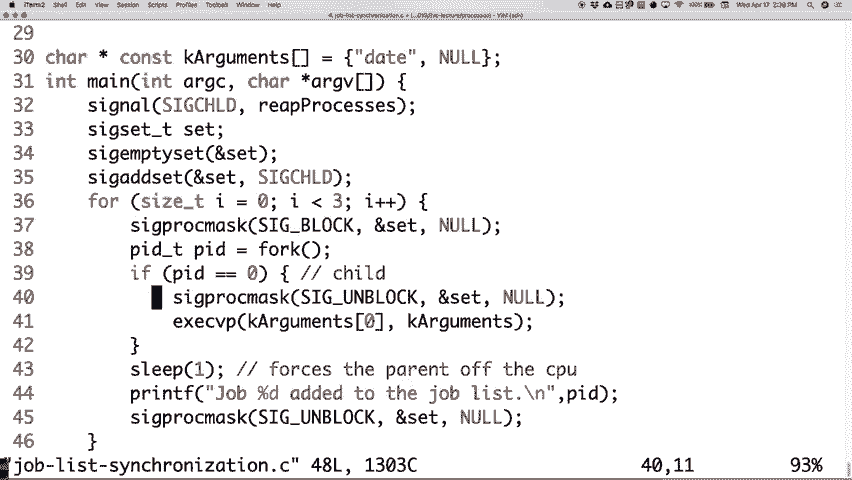 iTerm2 Shell Edit View Session Scripts Profiles Toolbelt Window Help 100% Wed Apr 17 2:30 PM
29
30 char * const kArguments[] = {"date", NULL};
31 int main(int argc, char *argv[]) {
32     signal(SIGCHLD, reapProcesses);
33     sigset_t set;
34     sigemptyset(&set);
35     sigaddset(&set, SIGCHLD);
36     for (size_t i = 0; i < 3; i++) {
37         sigprocmask(SIG_BLOCK, &set, NULL);
38         pid_t pid = fork();
39         if (pid == 0) { // child
40             sigprocmask(SIG_UNBLOCK, &set, NULL);
41             execvp(kArguments[0], kArguments);
42         }
43         sleep(1); // forces the parent off the cpu
44         printf("Job %d added to the job list.\n",pid);
45         sigprocmask(SIG_UNBLOCK, &set, NULL);
46     }
"job-list-synchronization.c" 48L, 1303C 40,11 93%